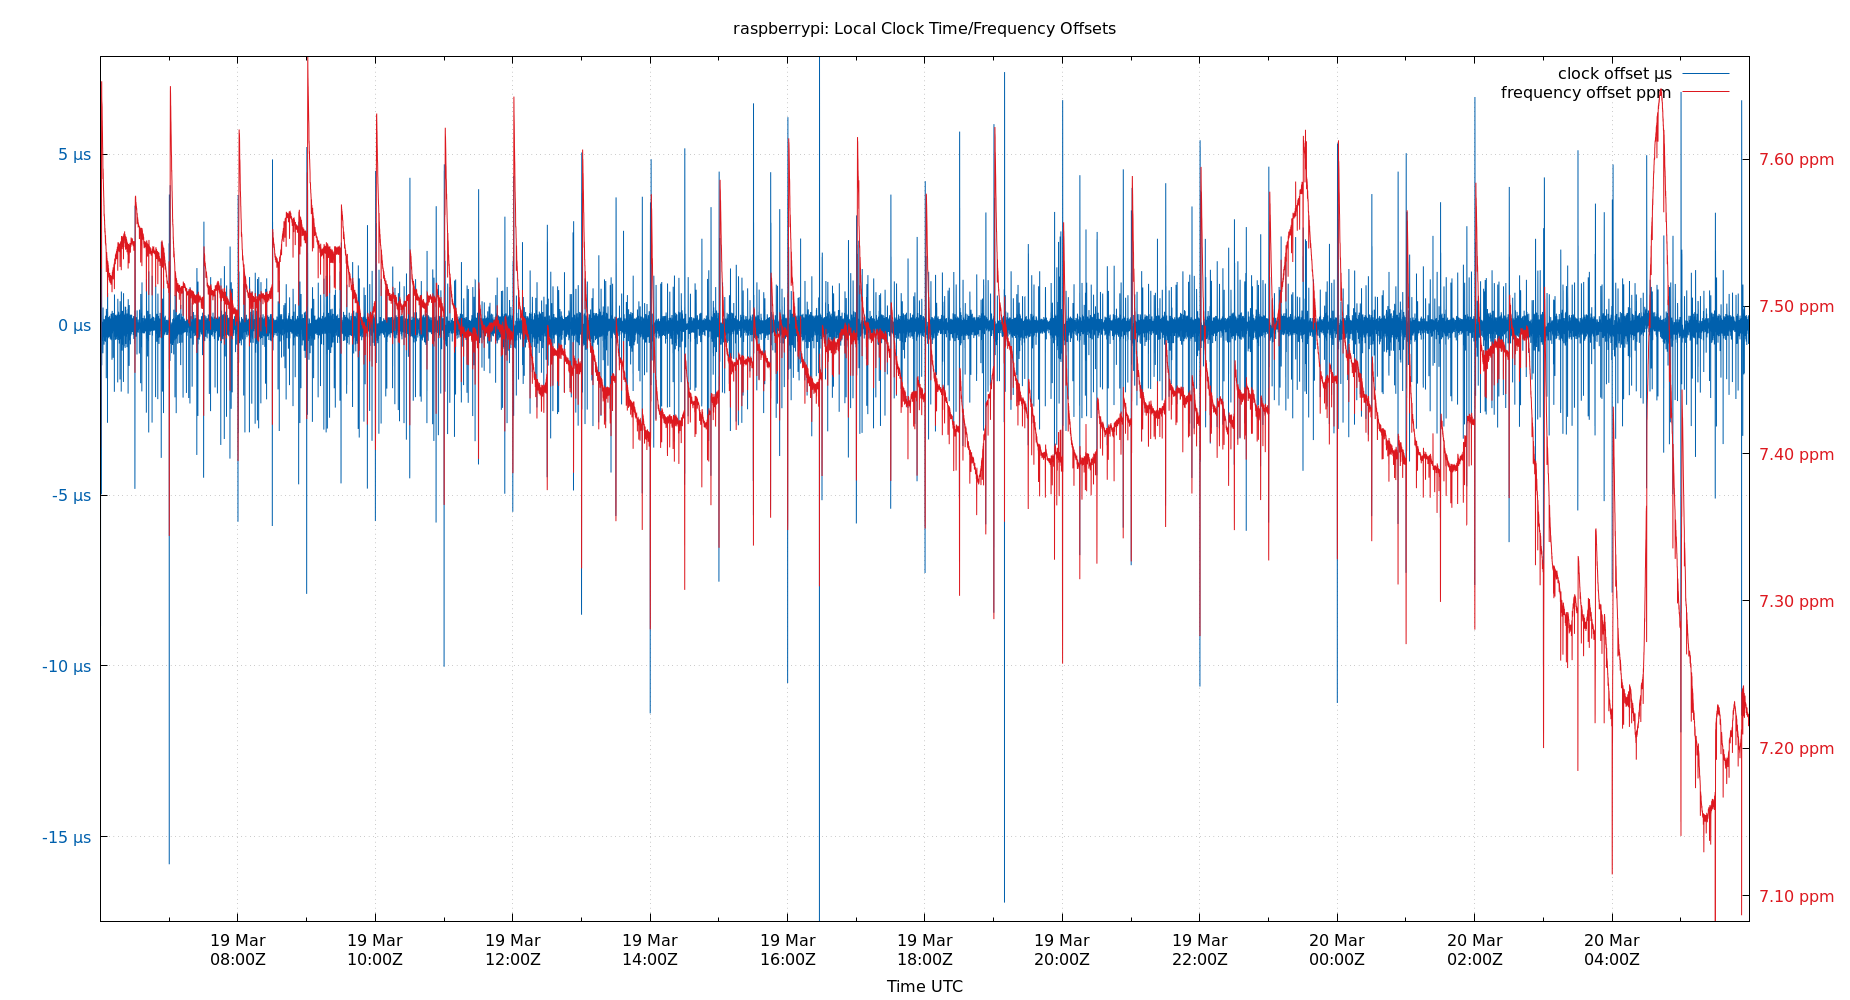 raspberrypi: Local Clock Time/Frequency Offsets
clock offset µs
frequency offset ppm
5 µs
0 µs
-5 µs
-10 µs
-15 µs
7.60 ppm
7.50 ppm
7.40 ppm
7.30 ppm
7.20 ppm
7.10 ppm
19 Mar
08:00Z
19 Mar
10:00Z
19 Mar
12:00Z
19 Mar
14:00Z
19 Mar
16:00Z
19 Mar
18:00Z
19 Mar
20:00Z
19 Mar
22:00Z
20 Mar
00:00Z
20 Mar
02:00Z
20 Mar
04:00Z
Time UTC